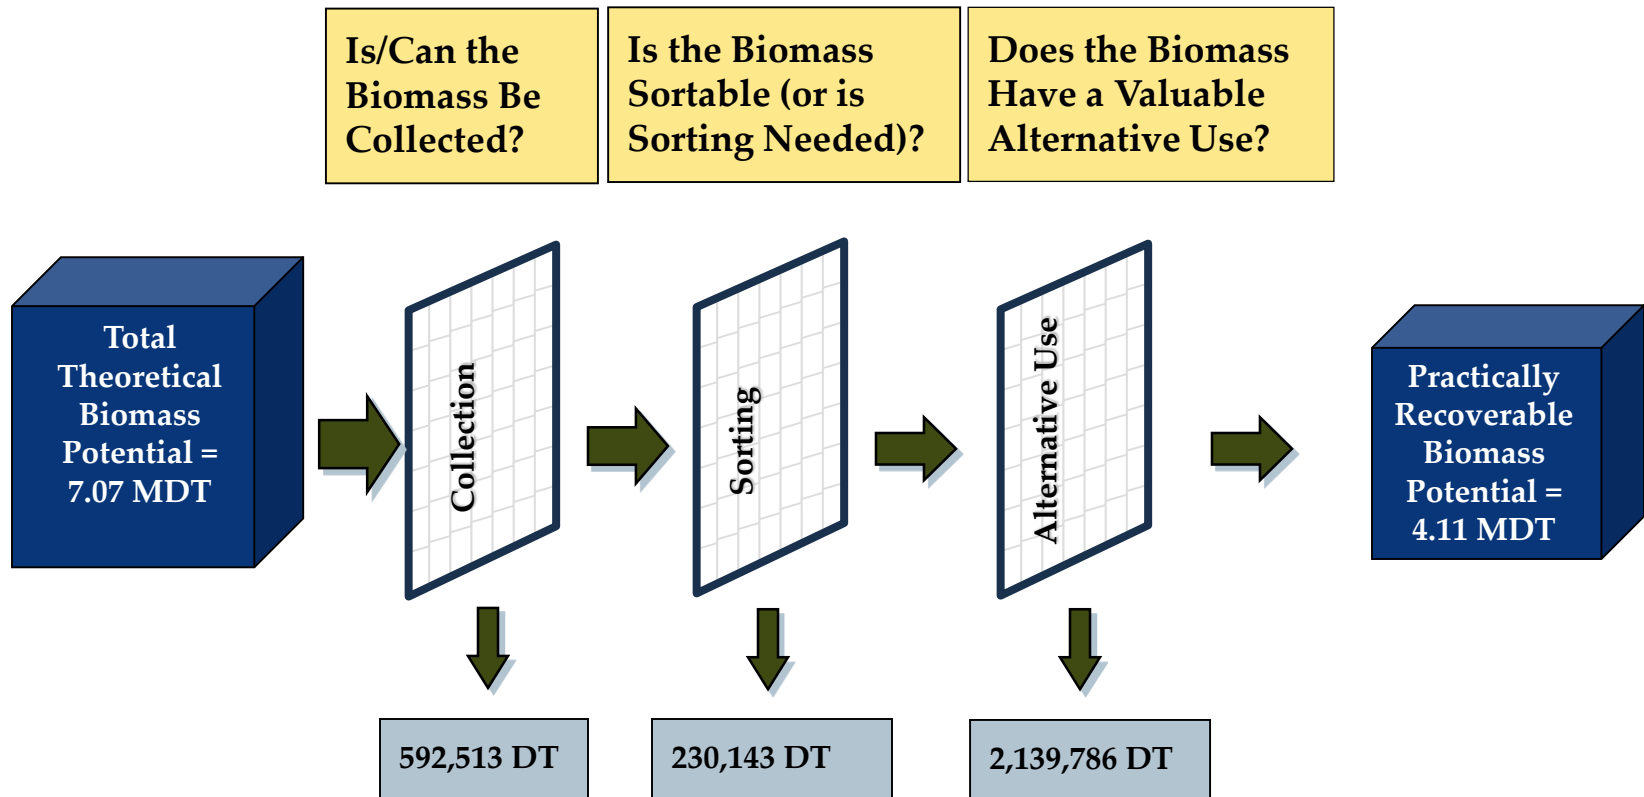 Is/Can the
Biomass Be
Collected?
Is the Biomass
Sortable (or is
Sorting Needed)?
Does the Biomass
Have a Valuable
Alternative Use?
Total
Theoretical
Biomass
Potential =
7.07 MDT
Collection
Sorting
Alternative Use
Practically
Recoverable
Biomass
Potential =
4.11 MDT
592,513 DT
230,143 DT
2,139,786 DT